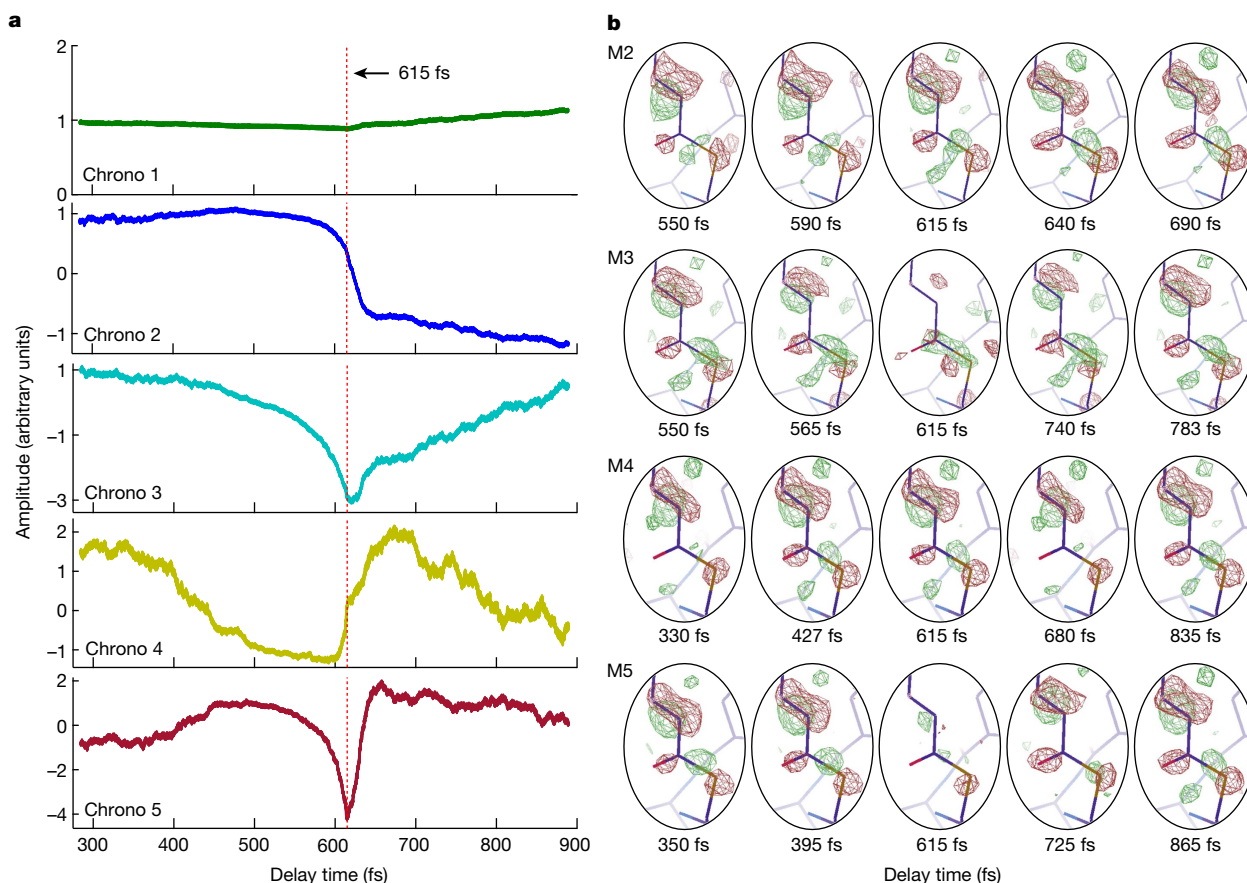 a
Amplitude (arbitrary units)
2
1
0
615 fs
Chrono 1
1
0
−1
Chrono 2
1
−1
−3
Chrono 3
2
1
0
−1
Chrono 4
2
0
−2
−4
Chrono 5
300 400 500 600 700 800 900
Delay time (fs)
b
M2
550 fs 590 fs 615 fs 640 fs 690 fs
M3
550 fs 565 fs 615 fs 740 fs 783 fs
M4
330 fs 427 fs 615 fs 680 fs 835 fs
M5
350 fs 395 fs 615 fs 725 fs 865 fs
Delay time (fs)